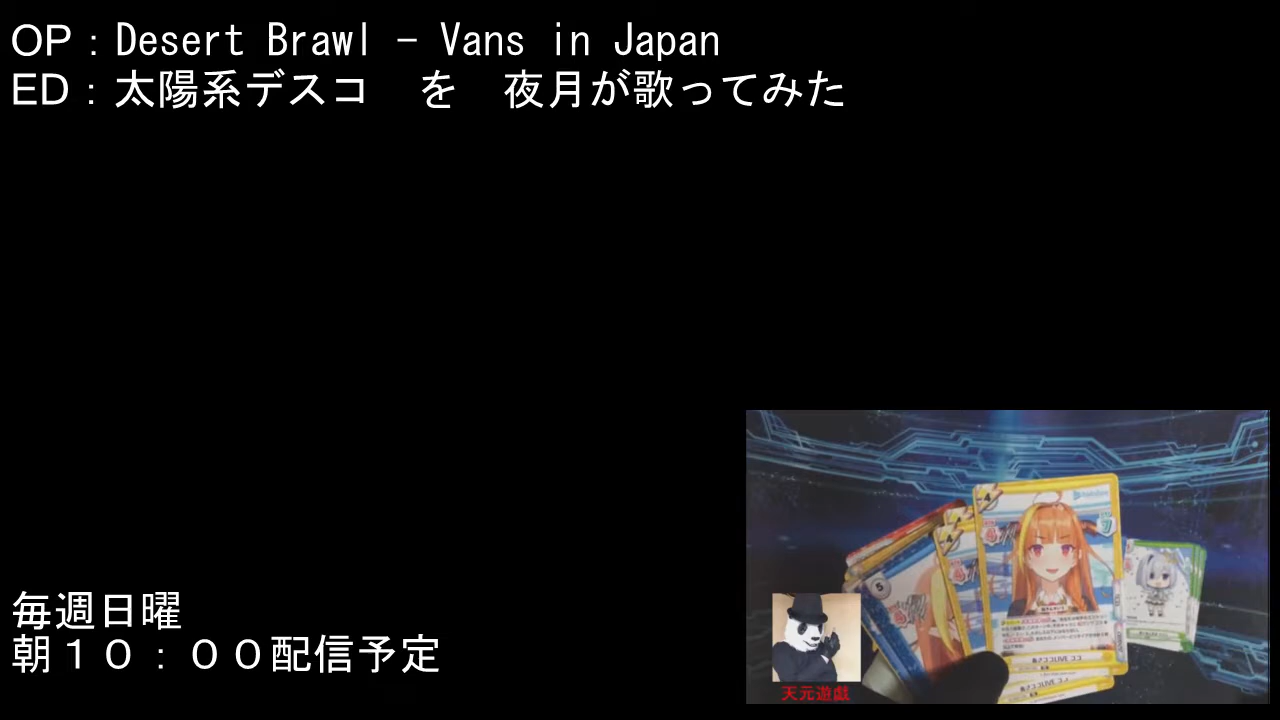 OP：Desert Brawl − Vans in Japan
ED：太陽系デスコ　を　夜月が歌ってみた
毎週日曜
朝１０：００配信予定
天元遊戯